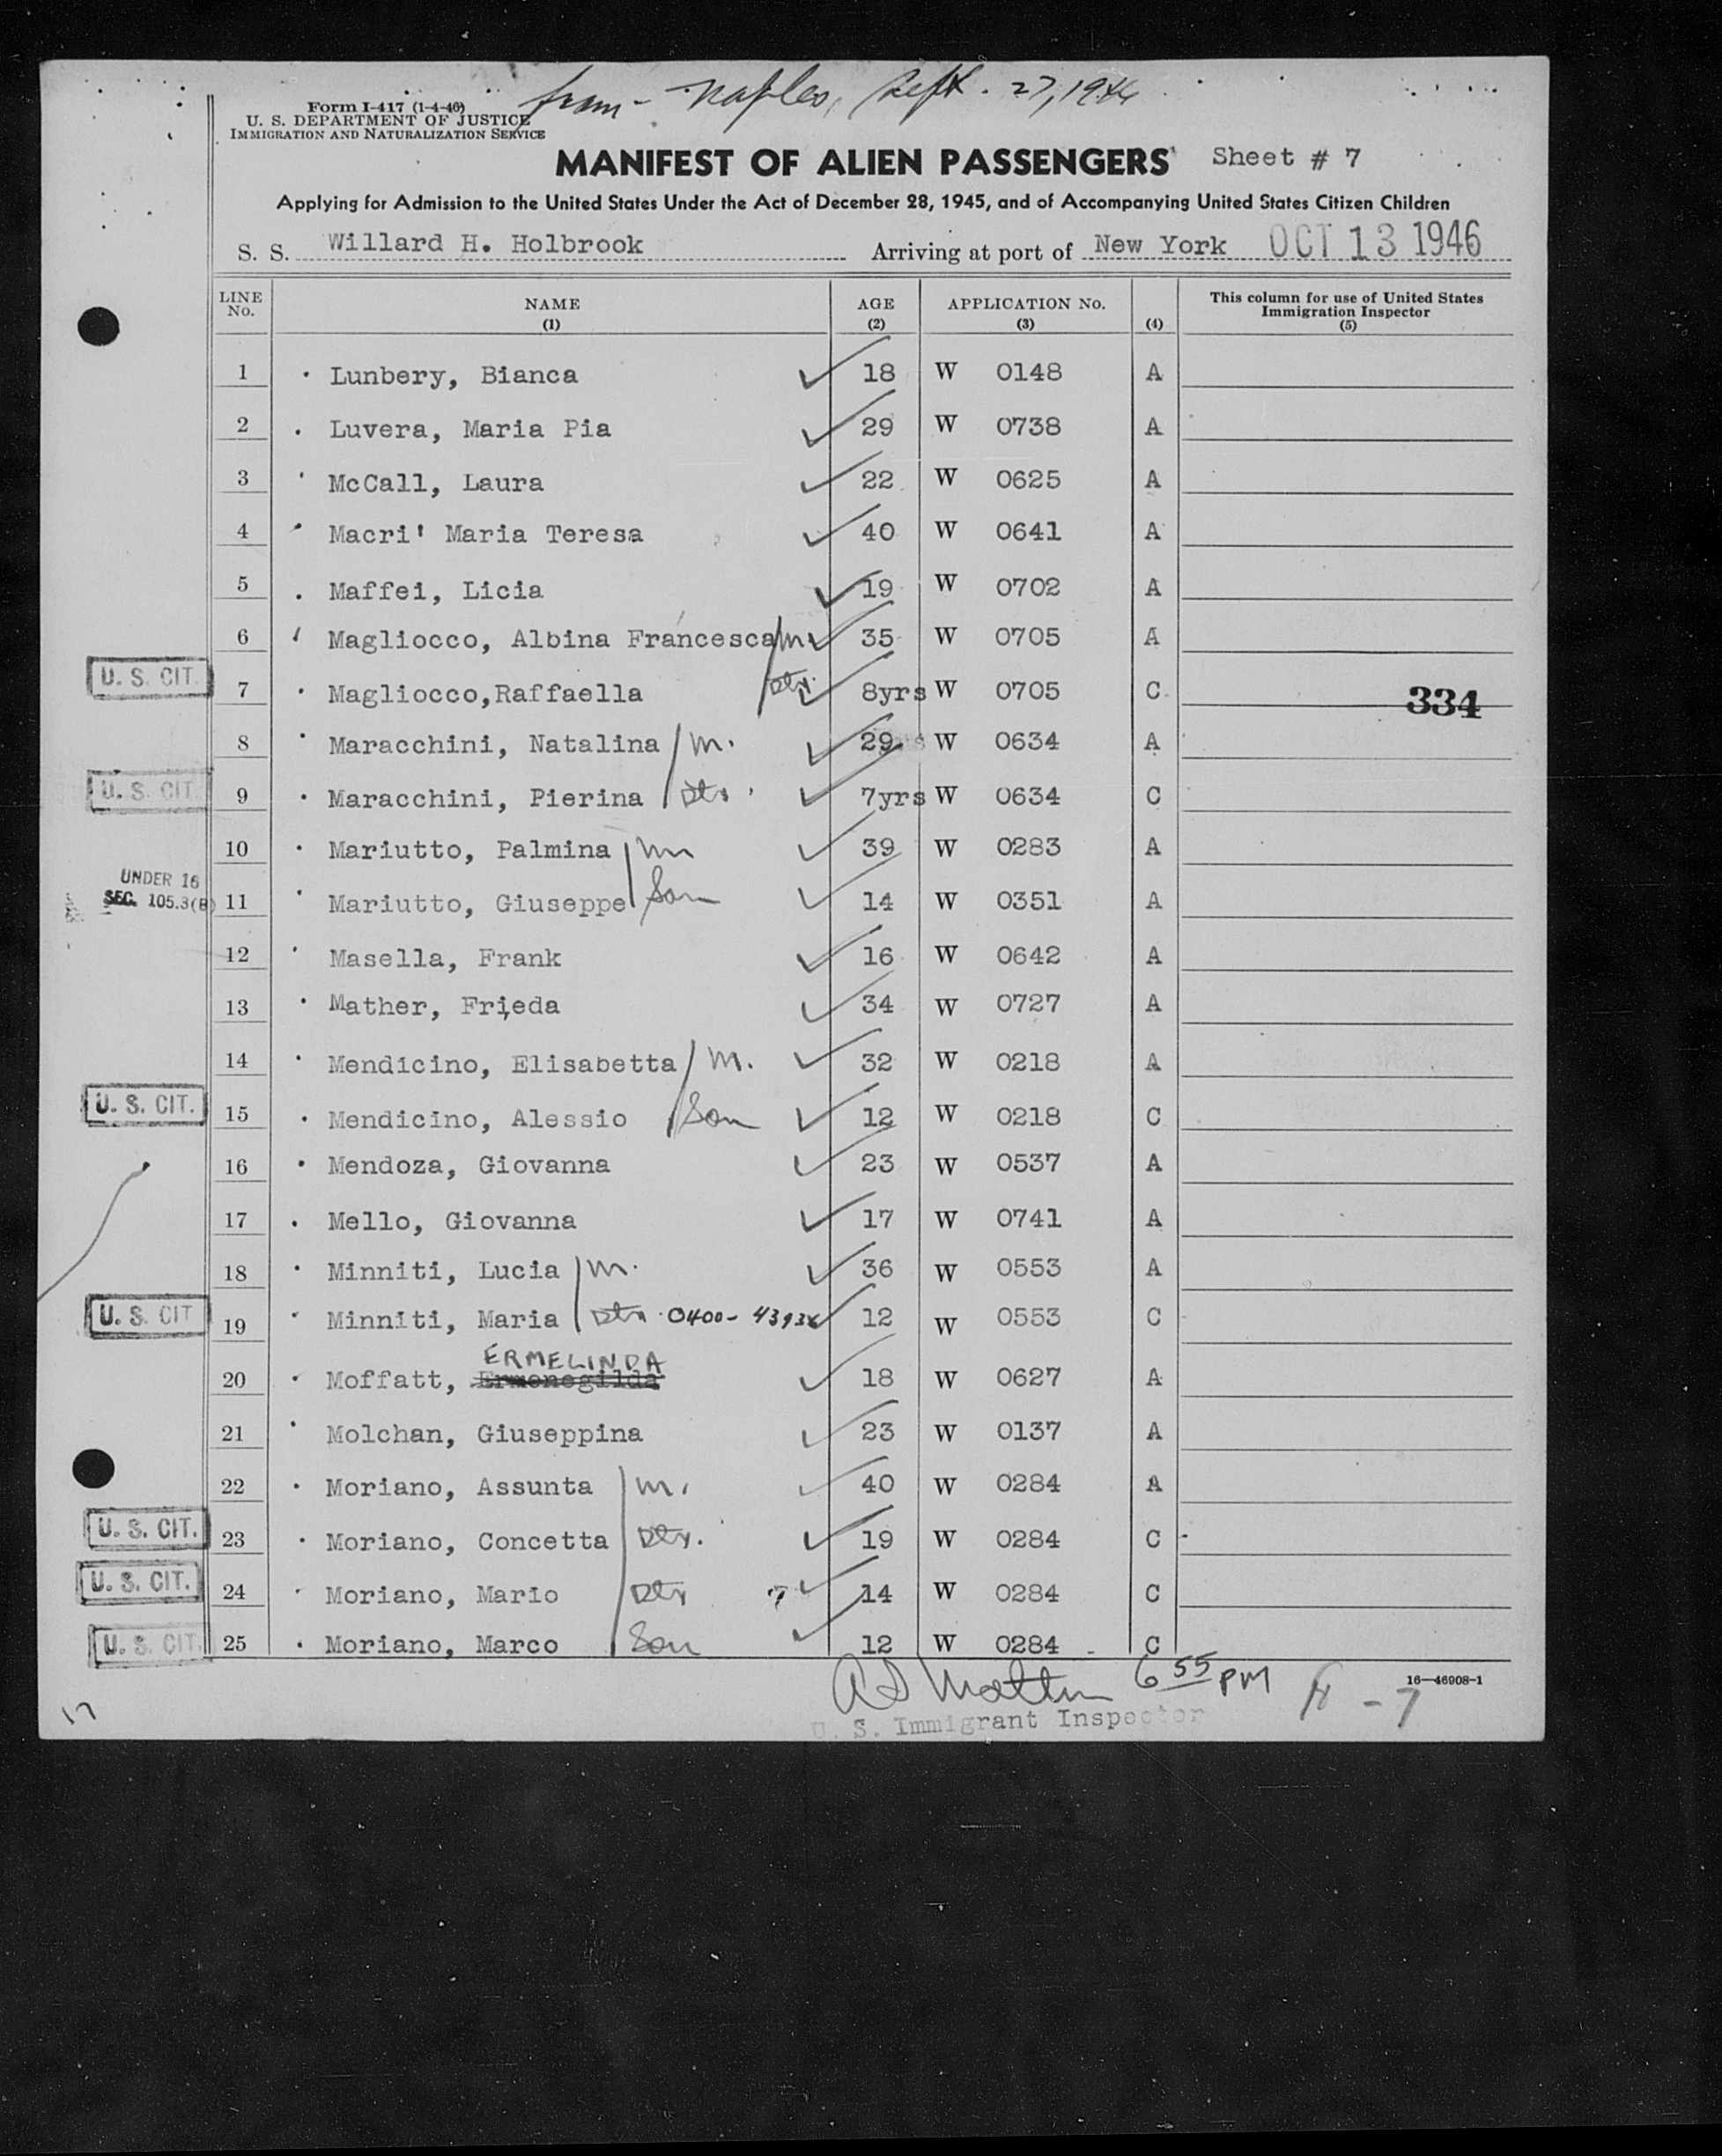 from - Naples, Sept. 27, 1946
Form I-417 (1-4-46)
U. S. DEPARTMENT OF JUSTICE
IMMIGRATION AND NATURALIZATION SERVICE
MANIFEST OF ALIEN PASSENGERS Sheet # 7
Applying for Admission to the United States Under the Act of December 28, 1945, and of Accompanying United States Citizen Children
S. S. Willard H. Holbrook Arriving at port of New York OCT 13 1946
LINE No. NAME (1) AGE (2) APPLICATION No. (3) (4) This column for use of United States Immigration Inspector (5)
1 Lunbery, Bianca 18 W 0148 A
2 Luvera, Maria Pia 29 W 0738 A
3 McCall, Laura 22 W 0625 A
4 Macri' Maria Teresa 40 W 0641 A
5 Maffei, Licia 19 W 0702 A
6 Magliocco, Albina Francesca m. 35 W 0705 A
U. S. CIT. 7 Magliocco,Raffaella Dtr. 8yrs W 0705 C 334
8 Maracchini, Natalina m. 29 W 0634 A
U. S. CIT. 9 Maracchini, Pierina Dtr. 7yrs W 0634 C
10 Mariutto, Palmina m 39 W 0283 A
UNDER 16
SEC. 105.3(B) 11 Mariutto, Giuseppe Son 14 W 0351 A
12 Masella, Frank 16 W 0642 A
13 Mather, Frieda 34 W 0727 A
14 Mendicino, Elisabetta m. 32 W 0218 A
U. S. CIT. 15 Mendicino, Alessio Son 12 W 0218 C
16 Mendoza, Giovanna 23 W 0537 A
17 Mello, Giovanna 17 W 0741 A
18 Minniti, Lucia m. 36 W 0553 A
U. S. CIT 19 Minniti, Maria Dtr 0400- 12 W 0553 C
ERMELINDA
20 Moffatt, Ermenegilda 18 W 0627 A
21 Molchan, Giuseppina 23 W 0137 A
22 Moriano, Assunta m. 40 W 0284 A
U. S. CIT. 23 Moriano, Concetta Dtr. 19 W 0284 C
U. S. CIT. 24 Moriano, Mario Dtr ? 14 W 0284 C
U. S. CIT. 25 Moriano, Marco Son 12 W 0284 C
6 55 PM 16—46908-1
U. S. Immigrant Inspector
17 - 7